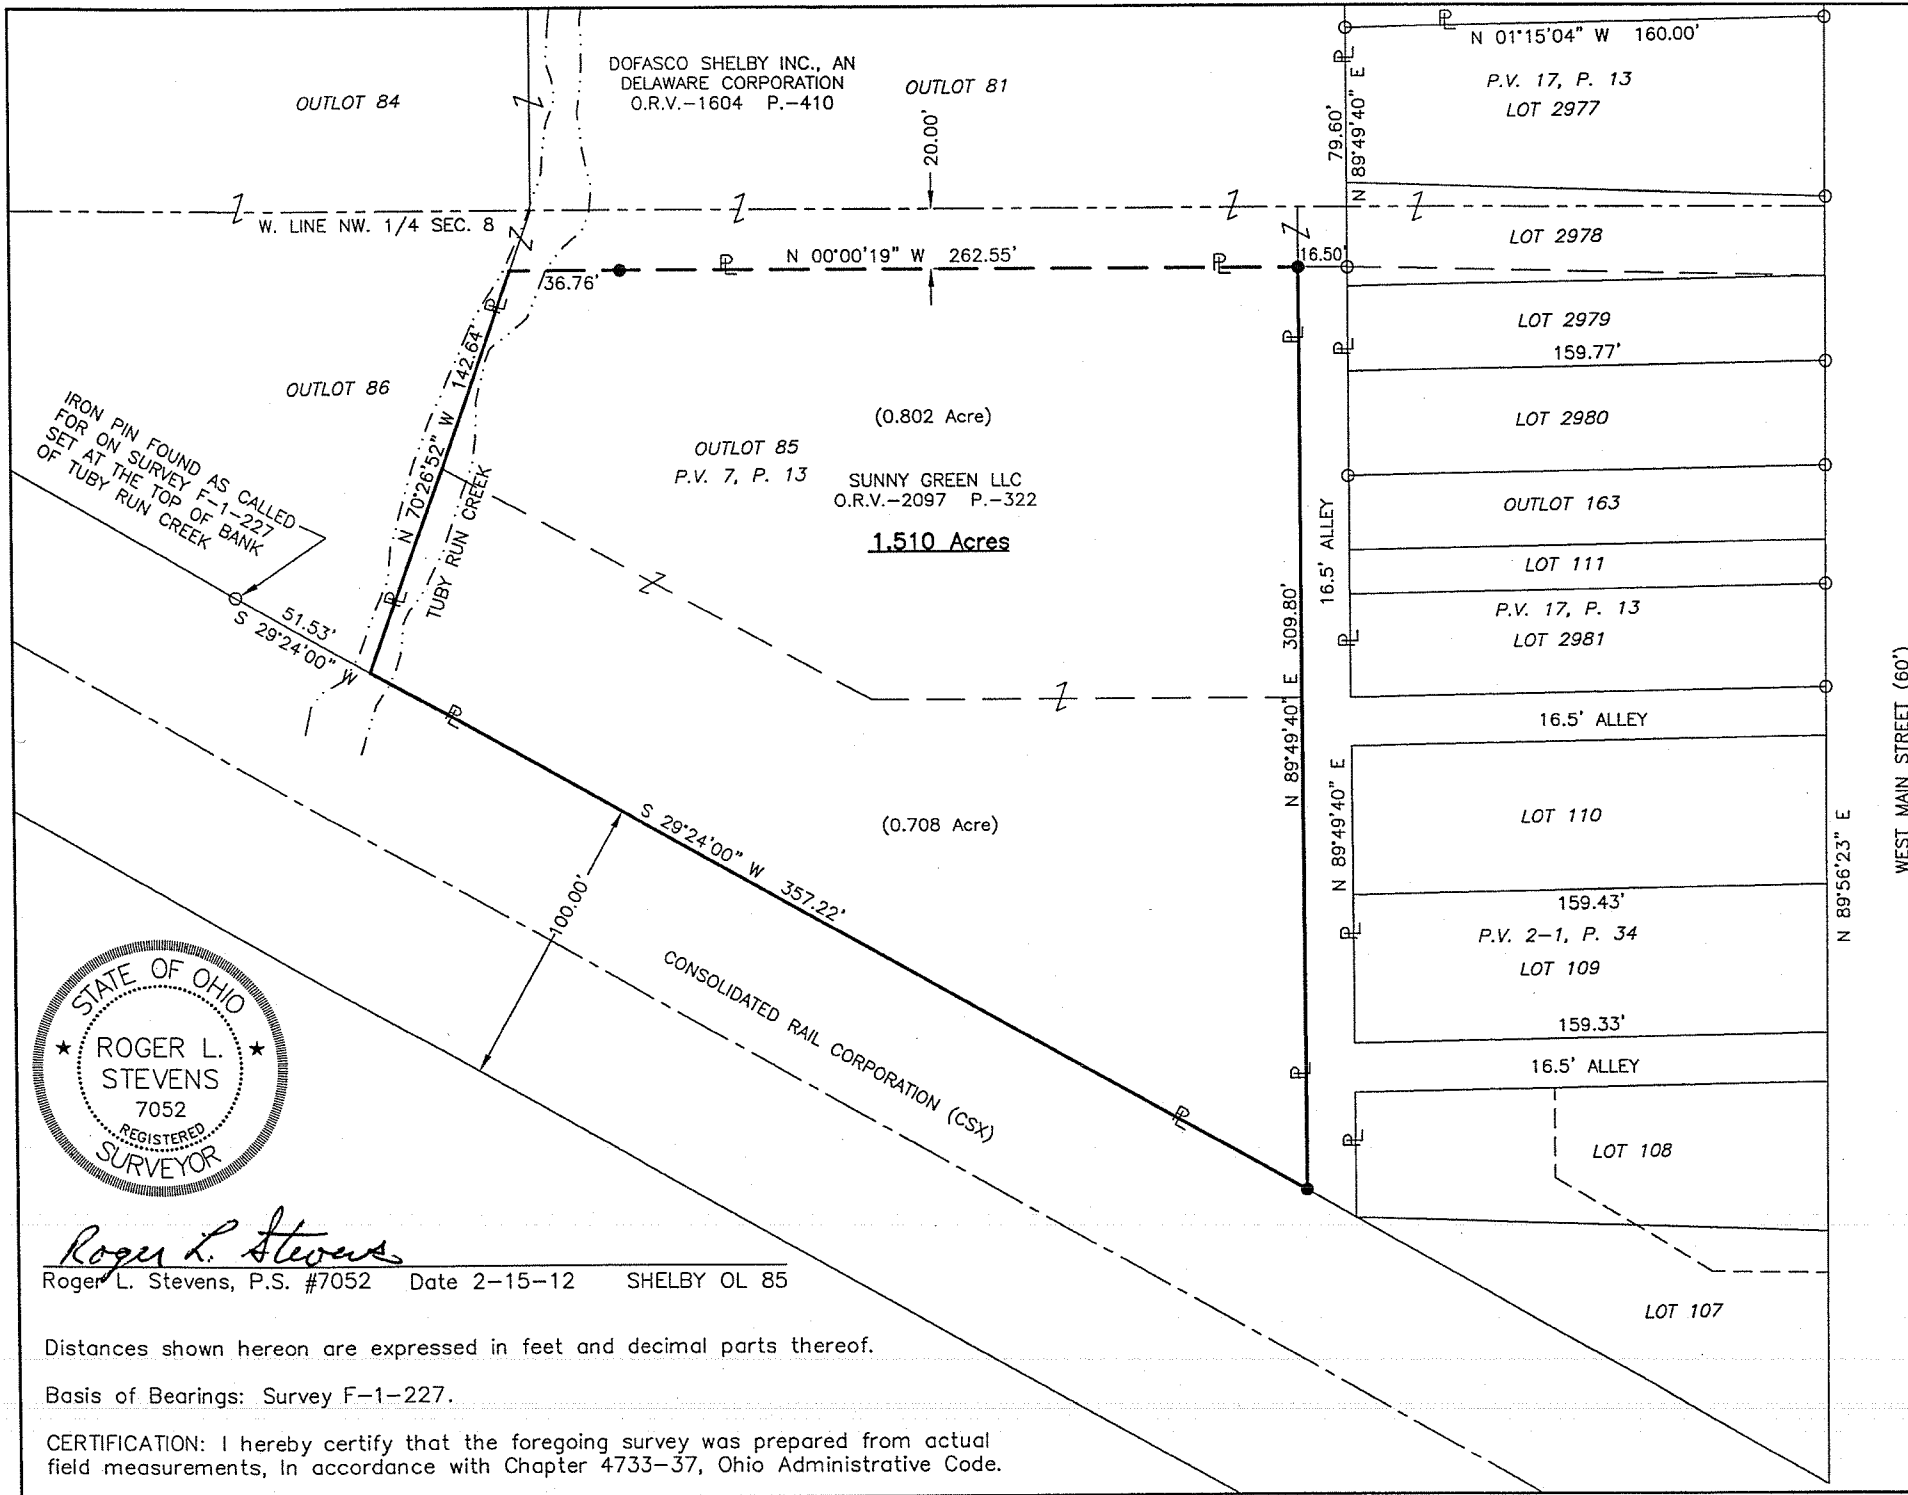 DOFASCO SHELBY INC., AN
DELAWARE CORPORATION
O.R.V.-1604 P.-410
OUTLOT 84
OUTLOT 81
20.00'
79.60'
N 89°49'40" E
N 01°15'04" W 160.00'
P.V. 17, P. 13
LOT 2977
W. LINE NW. 1/4 SEC. 8
N 00°00'19" W 262.55'
36.76'
16.50'
LOT 2978
LOT 2979
159.77'
LOT 2980
OUTLOT 163
LOT 111
P.V. 17, P. 13
LOT 2981
16.5' ALLEY
LOT 110
159.43'
P.V. 2-1, P. 34
LOT 109
159.33'
16.5' ALLEY
LOT 108
LOT 107
OUTLOT 86
N 70°26'52" W 142.64'
TUBY RUN CREEK
IRON PIN FOUND AS CALLED
FOR ON SURVEY F-1-227
SET AT THE TOP OF BANK
OF TUBY RUN CREEK
51.53'
S 29°24'00" W
(0.802 Acre)
OUTLOT 85
P.V. 7, P. 13
SUNNY GREEN LLC
O.R.V.-2097 P.-322
1.510 Acres
16.5' ALLEY
N 89°49'40" E 309.80'
N 89°49'40" E
N 89°56'23" E
WEST MAIN STREET (60')
(0.708 Acre)
S 29°24'00" W 357.22'
100.00'
CONSOLIDATED RAIL CORPORATION (CSX)
STATE OF OHIO
ROGER L.
STEVENS
7052
REGISTERED
SURVEYOR
Roger L. Stevens
Roger L. Stevens, P.S. #7052 Date 2-15-12 SHELBY OL 85
Distances shown hereon are expressed in feet and decimal parts thereof.
Basis of Bearings: Survey F-1-227.
CERTIFICATION: I hereby certify that the foregoing survey was prepared from actual
field measurements, In accordance with Chapter 4733-37, Ohio Administrative Code.